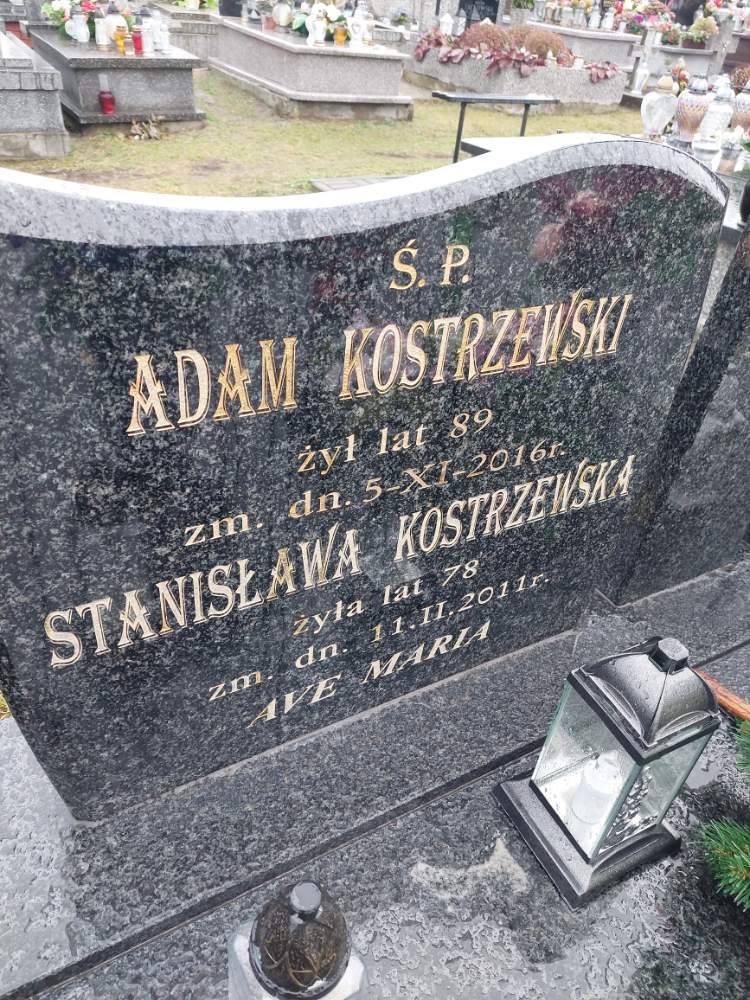 Ś. P.
ADAM KOSTRZEWSKI
żył lat 89
zm. dn. 5-XI-2016r.
STANISŁAWA KOSTRZEWSKA
żyła lat 78
zm. dn. 11.II.2011r.
AVE MARIA